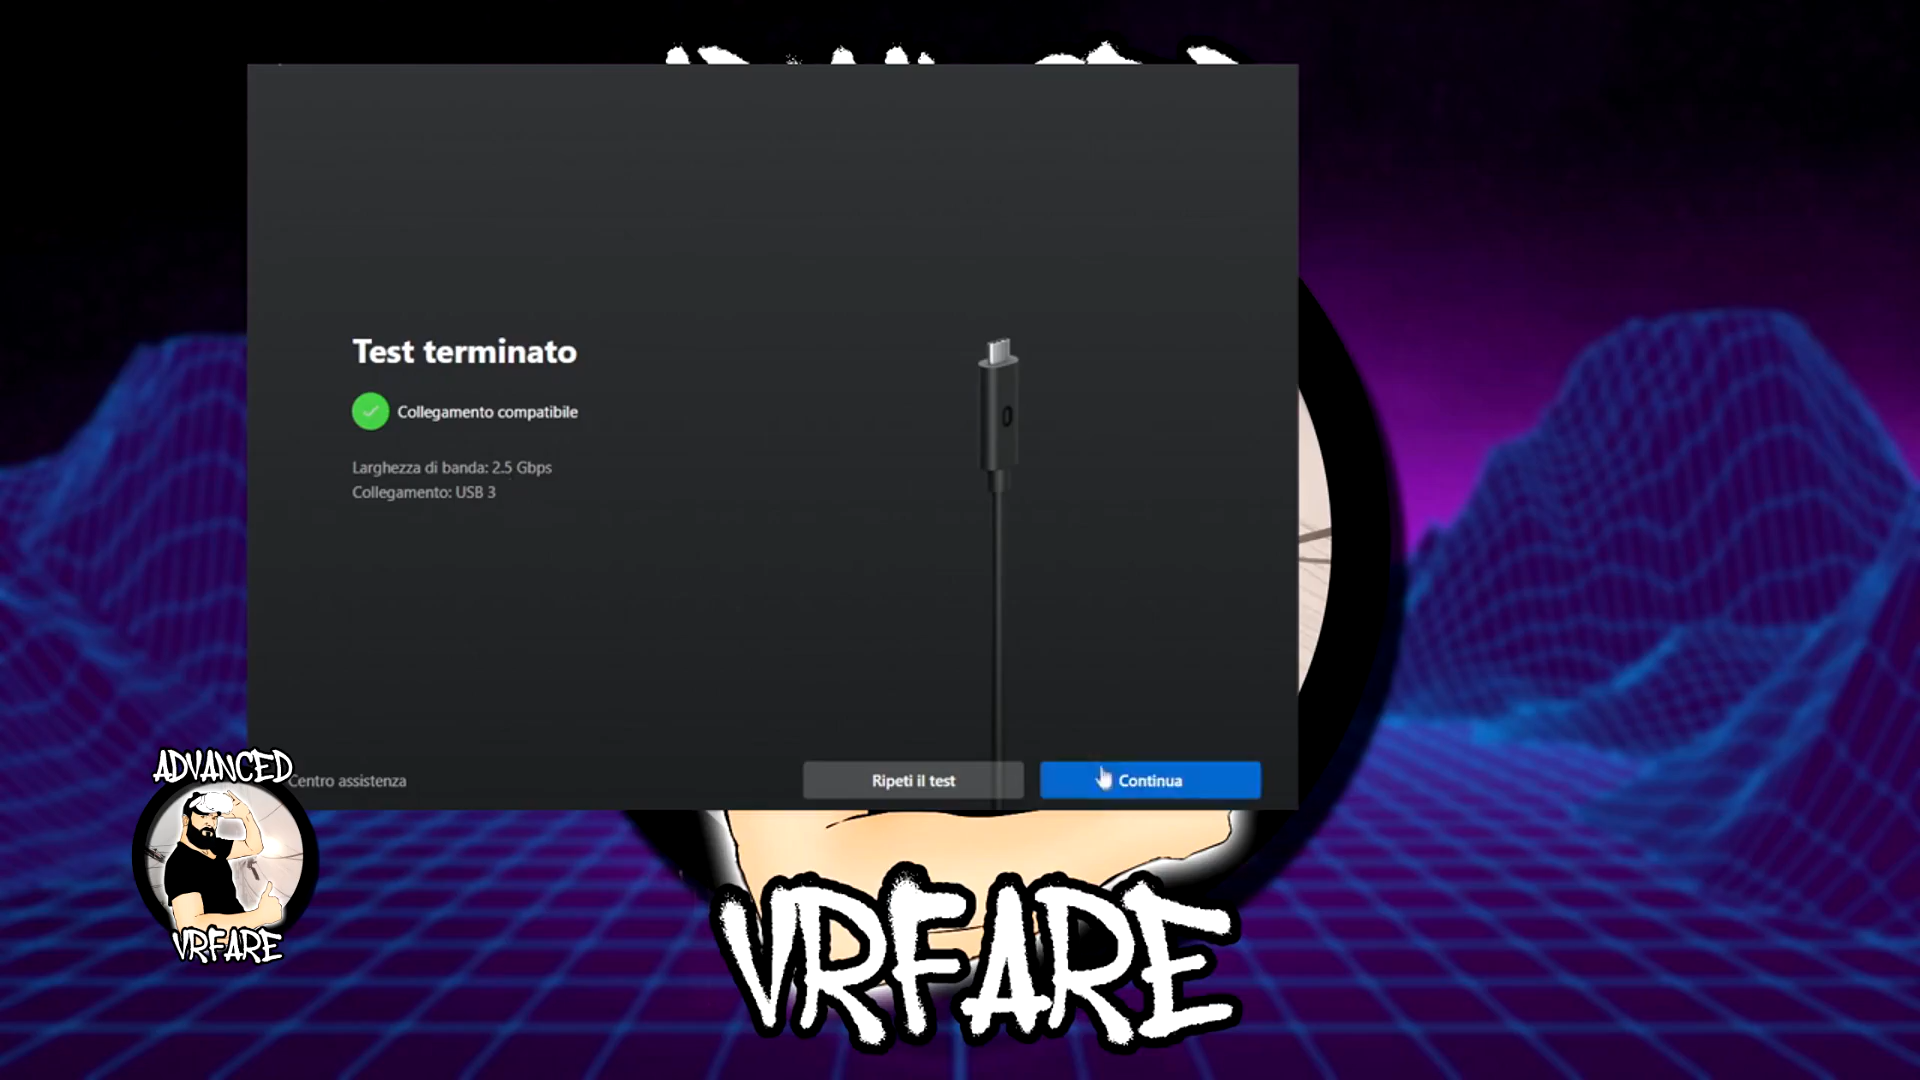 Test terminato
Collegamento compatibile
Larghezza di banda: 2.5 Gbps
Collegamento: USB 3
Centro assistenza
Ripeti il test
Continua
ADVANCED
VRFARE
VRFARE